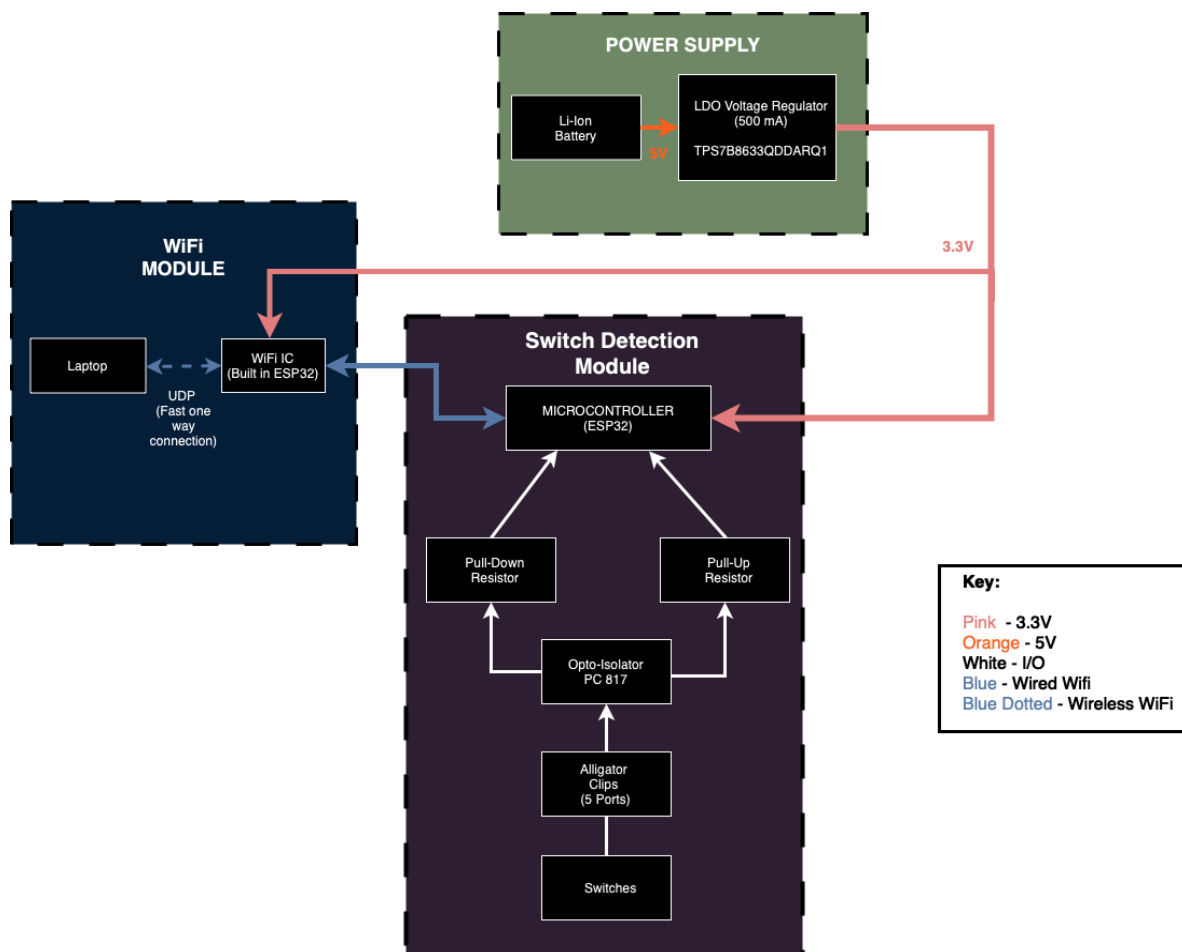 POWER SUPPLY
Li-Ion
Battery
5V
LDO Voltage Regulator
(500 mA)
TPS7B8633QDDARQ1
3.3V
WiFi
MODULE
Laptop
WiFi IC
(Built in ESP32)
UDP
(Fast one
way
connection)
Switch Detection
Module
MICROCONTROLLER
(ESP32)
Pull-Down
Resistor
Pull-Up
Resistor
Opto-Isolator
PC 817
Alligator
Clips
(5 Ports)
Switches
Key:
Pink - 3.3V
Orange - 5V
White - I/O
Blue - Wired Wifi
Blue Dotted - Wireless WiFi